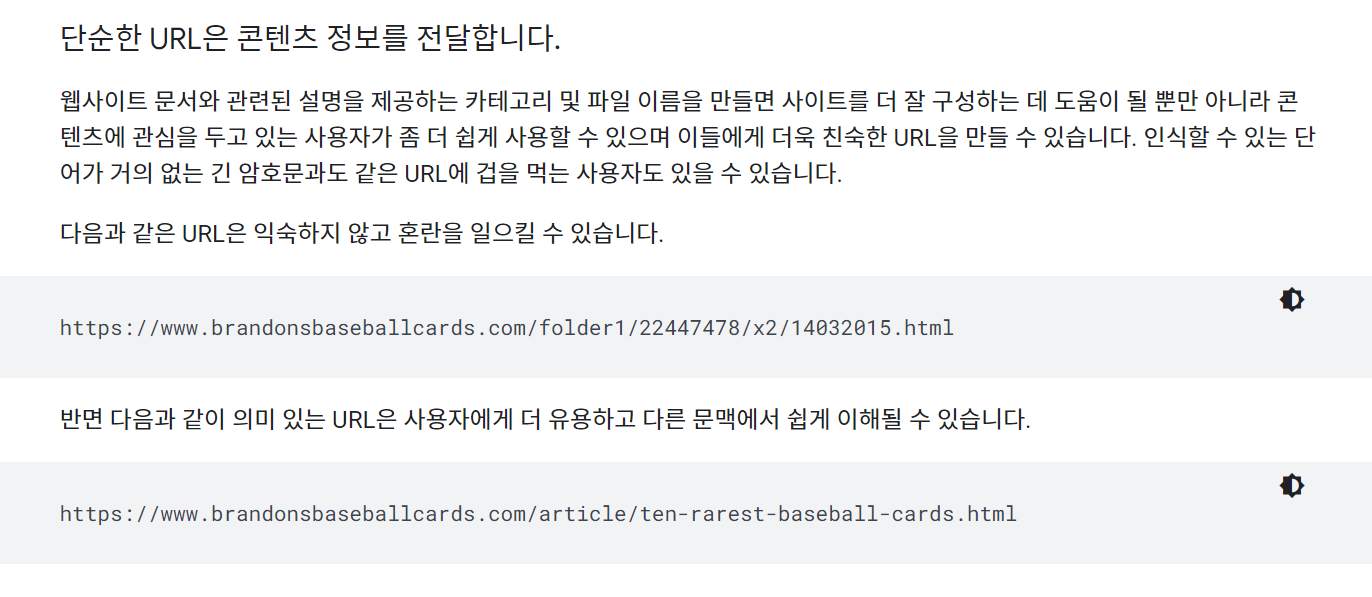 단순한 URL은 콘텐츠 정보를 전달합니다.
웹사이트 문서와 관련된 설명을 제공하는 카테고리 및 파일 이름을 만들면 사이트를 더 잘 구성하는 데 도움이 될 뿐만 아니라 콘
텐츠에 관심을 두고 있는 사용자가 좀 더 쉽게 사용할 수 있으며 이들에게 더욱 친숙한 URL을 만들 수 있습니다. 인식할 수 있는 단
어가 거의 없는 긴 암호문과도 같은 URL에 겁을 먹는 사용자도 있을 수 있습니다.
다음과 같은 URL은 익숙하지 않고 혼란을 일으킬 수 있습니다.
https://www.brandonsbaseballcards.com/folder1/22447478/x2/14032015.html
반면 다음과 같이 의미 있는 URL은 사용자에게 더 유용하고 다른 문맥에서 쉽게 이해될 수 있습니다.
https://www.brandonsbaseballcards.com/article/ten-rarest-baseball-cards.html